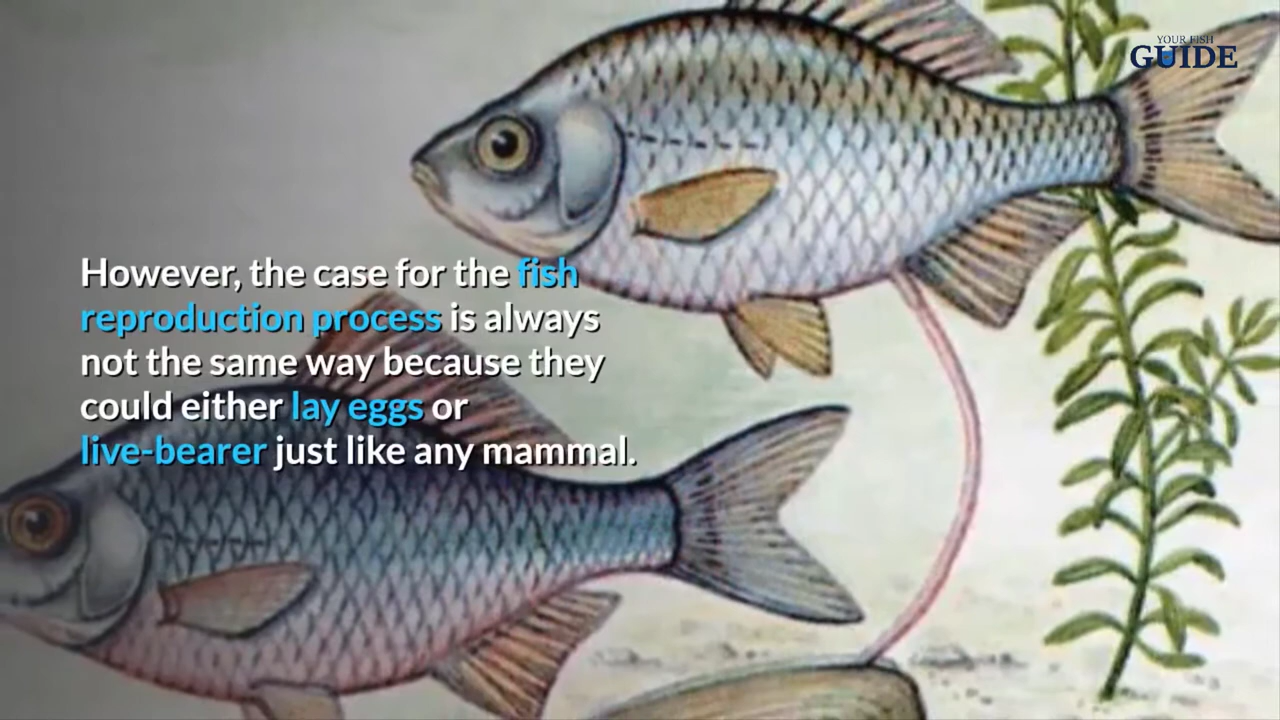 YOUR FISH
GUIDE
However, the case for the fish
reproduction process is always
not the same way because they
could either lay eggs or
live-bearer just like any mammal.